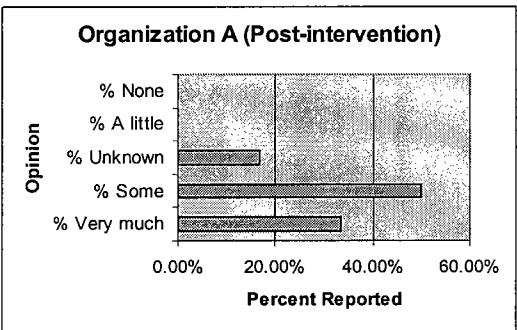 Organization A (Post-intervention)
Opinion
% None
% A little
% Unknown
% Some
% Very much
0.00% 20.00% 40.00% 60.00%
Percent Reported